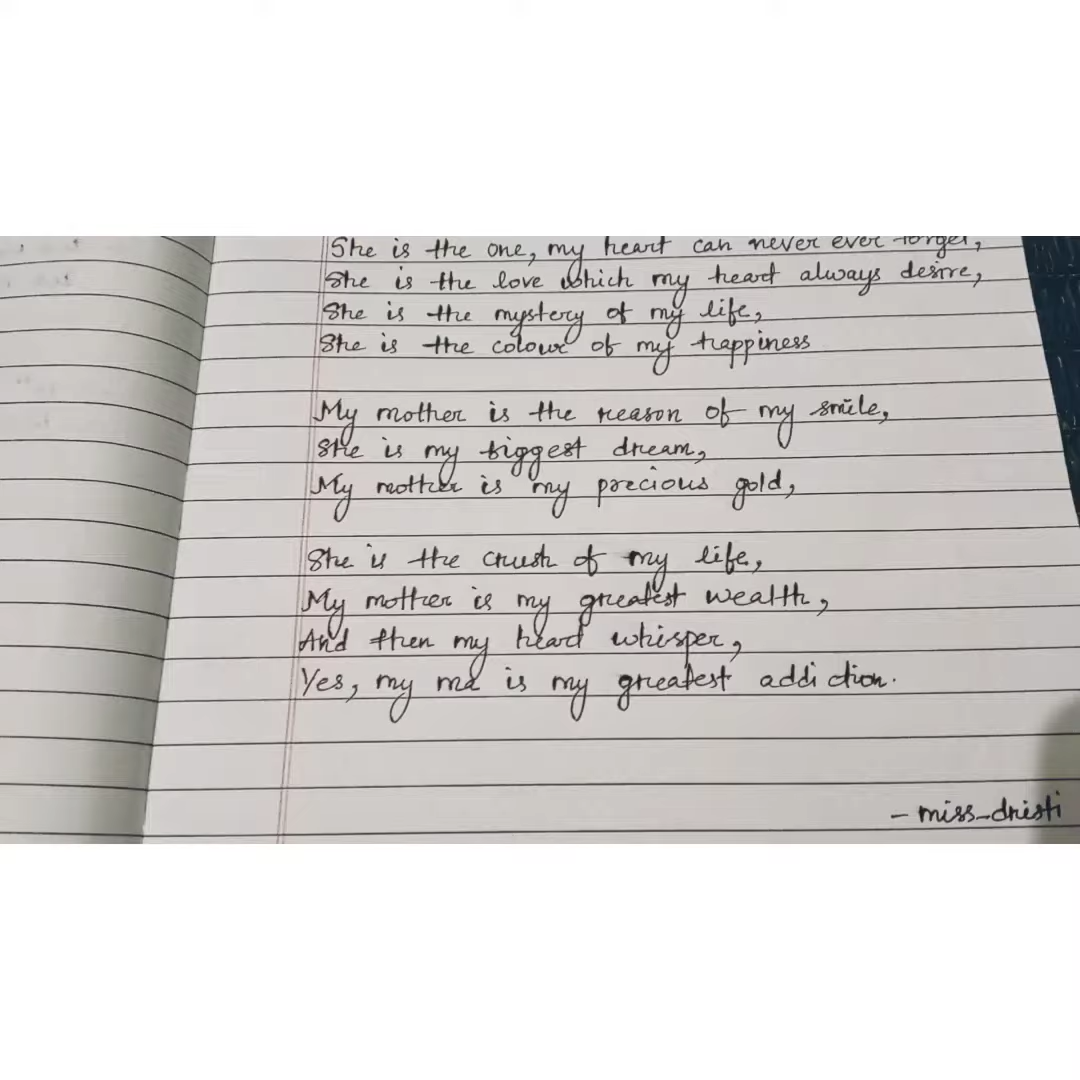 She is the one, my heart can never ever forget,
She is the love which my heart always desire,
She is the mystery of my life,
She is the colour of my happiness
My mother is the reason of my smile,
She is my biggest dream,
My mother is my precious gold,
She is the crush of my life,
My mother is my greatest wealth,
And then my heart whisper,
Yes, my ma is my greatest addiction.
- miss_dristi